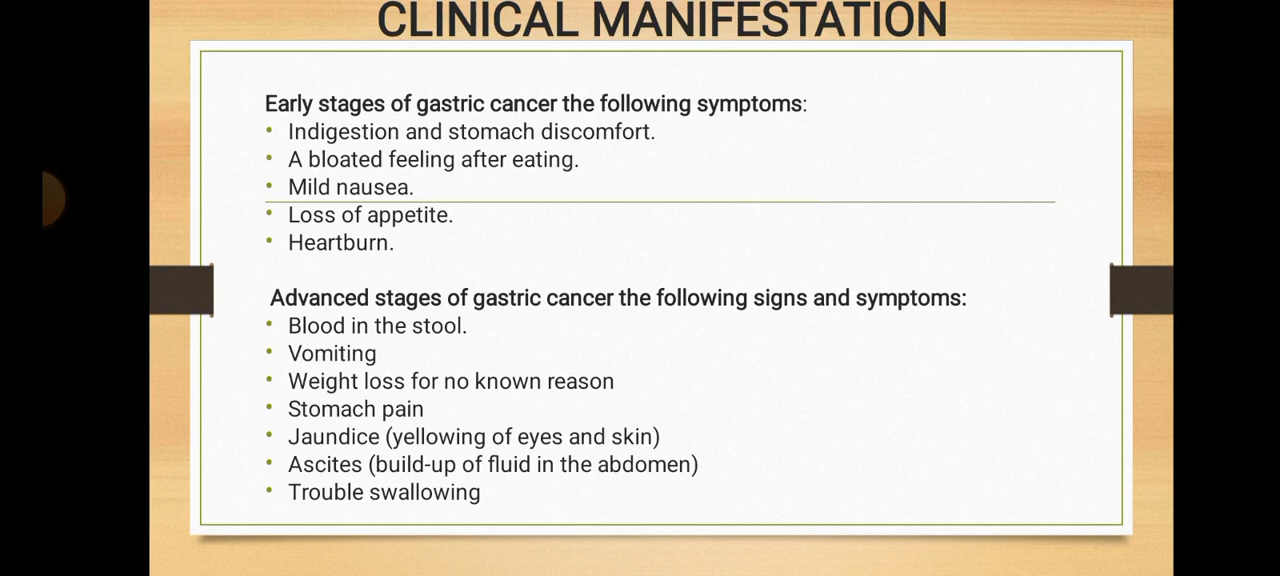 CLINICAL MANIFESTATION
Early stages of gastric cancer the following symptoms:
• Indigestion and stomach discomfort.
• A bloated feeling after eating.
• Mild nausea.
• Loss of appetite.
• Heartburn.
Advanced stages of gastric cancer the following signs and symptoms:
• Blood in the stool.
• Vomiting
• Weight loss for no known reason
• Stomach pain
• Jaundice (yellowing of eyes and skin)
• Ascites (build-up of fluid in the abdomen)
• Trouble swallowing